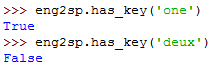 >>> eng2sp.has_key('one')
True
>>> eng2sp.has_key('deux')
False